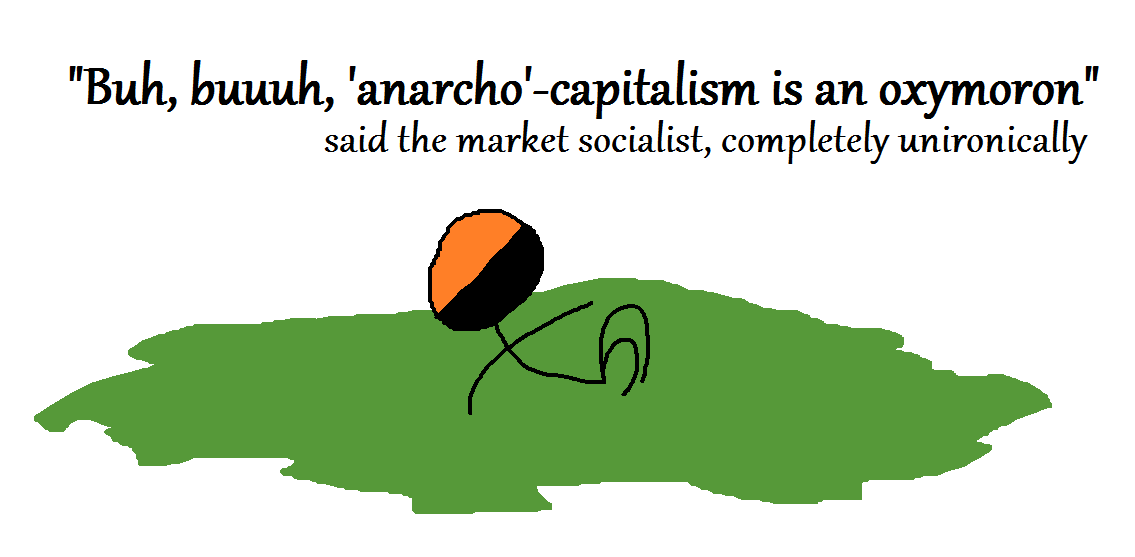 "Buh, buuuh, 'anarcho'-capitalism is an oxymoron"
said the market socialist, completely unironically